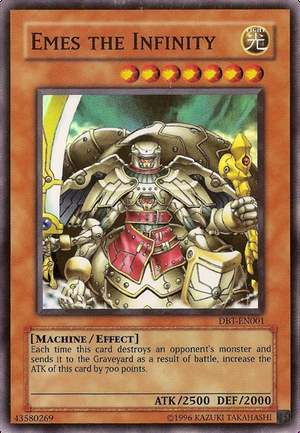 EMES THE INFINITY
LIGHT
光
DBT-EN001
[MACHINE / EFFECT]
Each time this card destroys an opponent's monster and
sends it to the Graveyard as a result of battle, increase the
ATK of this card by 700 points.
ATK/2500 DEF/2000
43580269
©1996 KAZUKI TAKAHASHI